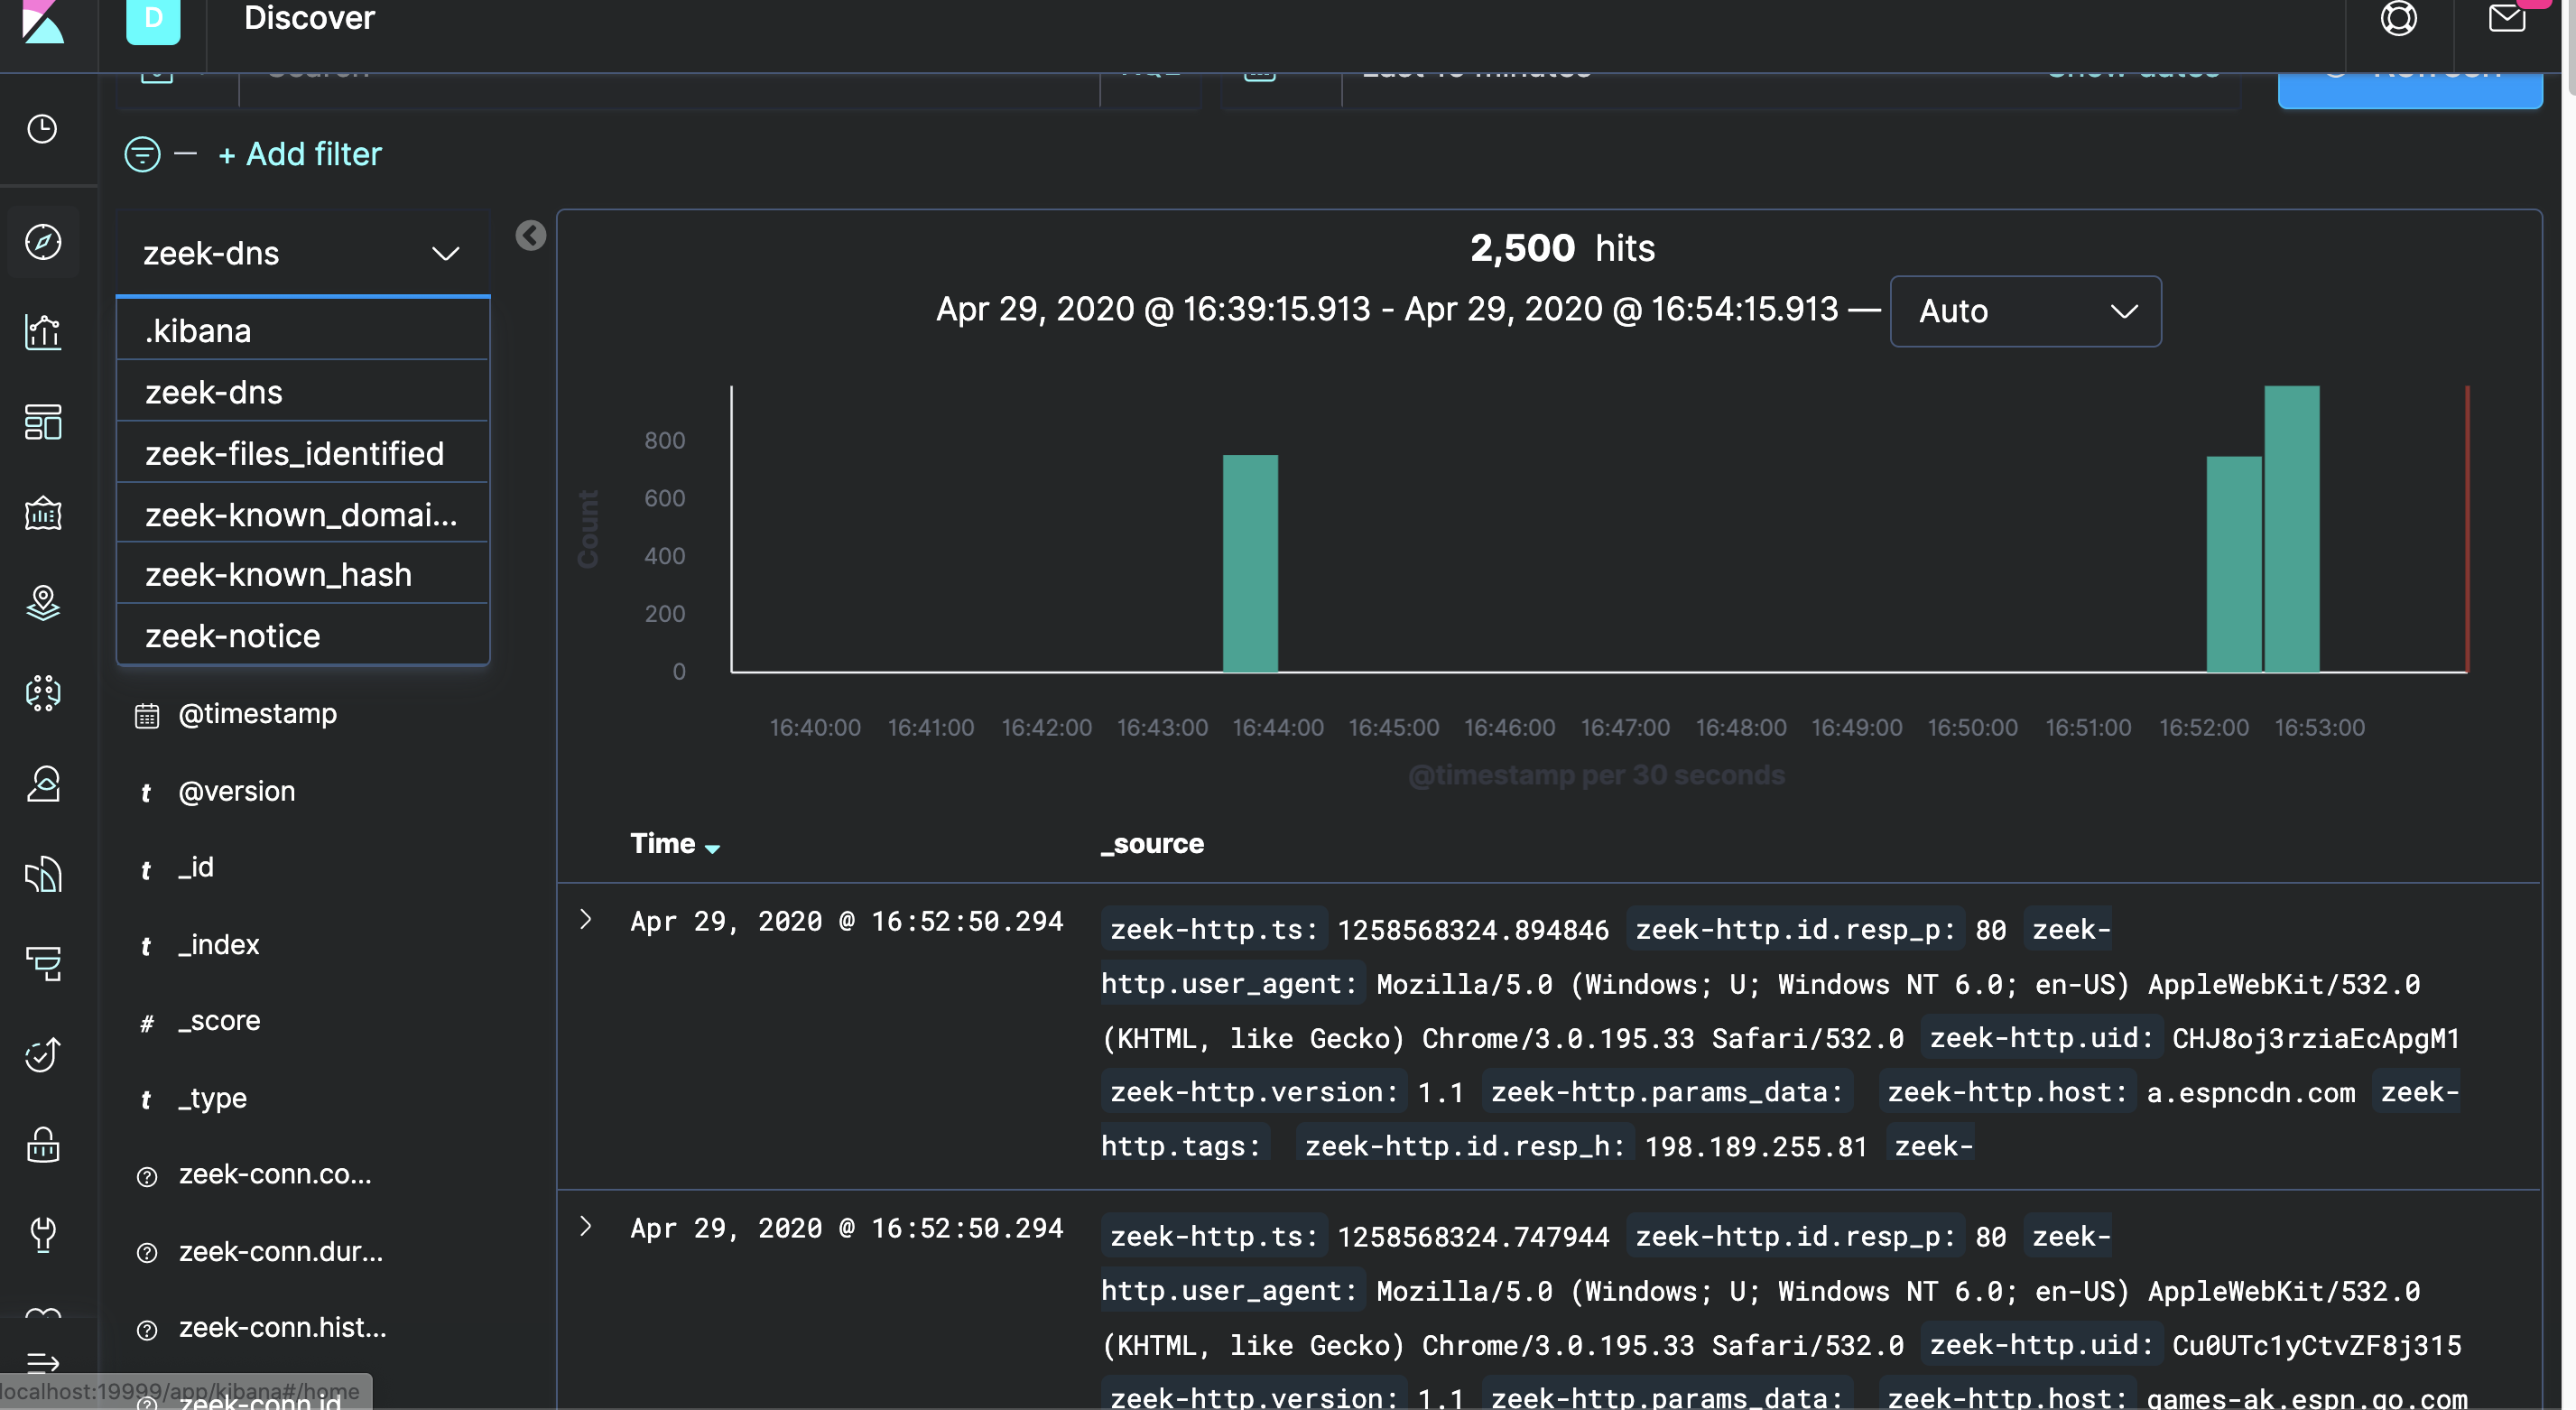 D
Discover
Search
KQL
Last 15 minutes
Show dates
Refresh
+ Add filter
zeek-dns
.kibana
zeek-dns
zeek-files_identified
zeek-known_domai...
zeek-known_hash
zeek-notice
@timestamp
t @version
t _id
t _index
# _score
t _type
zeek-conn.co...
zeek-conn.dur...
zeek-conn.hist...
zeek-conn.id
localhost:19999/app/kibana#/home
2,500 hits
Apr 29, 2020 @ 16:39:15.913 - Apr 29, 2020 @ 16:54:15.913 —
Auto
Count
800
600
400
200
0
16:40:00 16:41:00 16:42:00 16:43:00 16:44:00 16:45:00 16:46:00 16:47:00 16:48:00 16:49:00 16:50:00 16:51:00 16:52:00 16:53:00
@timestamp per 30 seconds
Time _source
Apr 29, 2020 @ 16:52:50.294
zeek-http.ts: 1258568324.894846 zeek-http.id.resp_p: 80 zeek-
http.user_agent: Mozilla/5.0 (Windows; U; Windows NT 6.0; en-US) AppleWebKit/532.0
(KHTML, like Gecko) Chrome/3.0.195.33 Safari/532.0 zeek-http.uid: CHJ8oj3rziaEcApgM1
zeek-http.version: 1.1 zeek-http.params_data: zeek-http.host: a.espncdn.com zeek-
http.tags: zeek-http.id.resp_h: 198.189.255.81 zeek-
Apr 29, 2020 @ 16:52:50.294
zeek-http.ts: 1258568324.747944 zeek-http.id.resp_p: 80 zeek-
http.user_agent: Mozilla/5.0 (Windows; U; Windows NT 6.0; en-US) AppleWebKit/532.0
(KHTML, like Gecko) Chrome/3.0.195.33 Safari/532.0 zeek-http.uid: Cu0UTc1yCtvZF8j315
zeek-http.version: 1.1 zeek-http.params_data: zeek-http.host: games-ak.espn.go.com